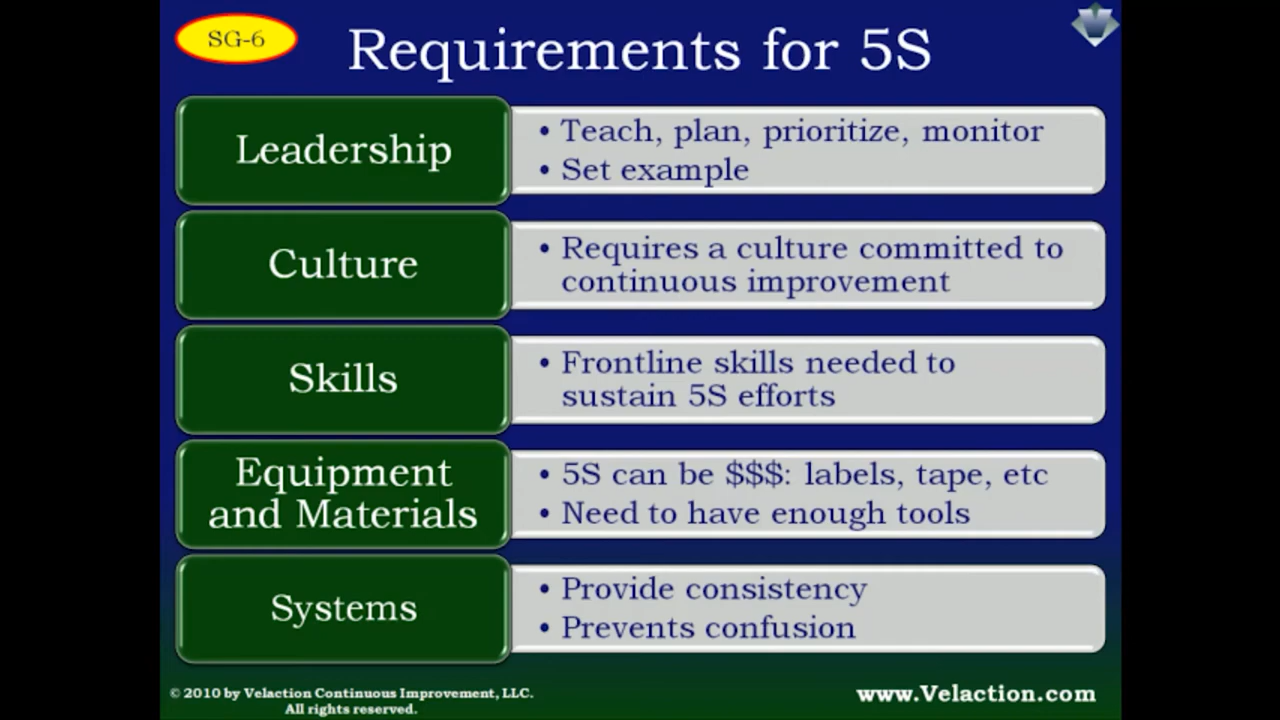 SG-6
Requirements for 5S
Leadership
• Teach, plan, prioritize, monitor
• Set example
Culture
• Requires a culture committed to
continuous improvement
Skills
• Frontline skills needed to
sustain 5S efforts
Equipment
and Materials
• 5S can be $$$: labels, tape, etc
• Need to have enough tools
Systems
• Provide consistency
• Prevents confusion
© 2010 by Velaction Continuous Improvement, LLC.
All rights reserved.
www.Velaction.com